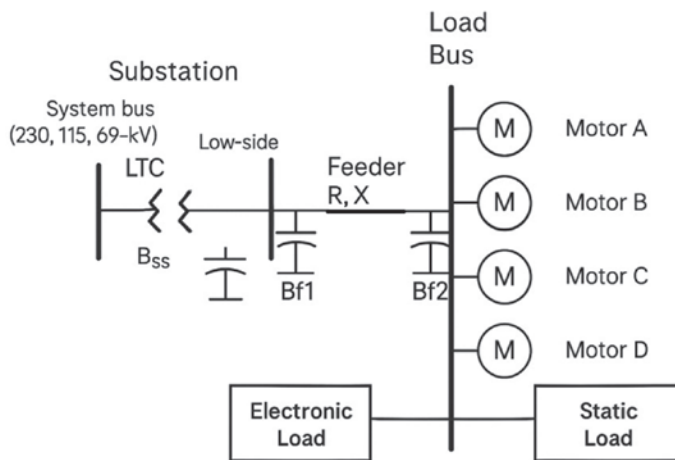 Load
Bus
Substation
System bus
(230, 115, 69-kV)
LTC
Low-side
Feeder
R, X
Bss
Bf1
Bf2
M
Motor A
M
Motor B
M
Motor C
M
Motor D
Electronic
Load
Static
Load